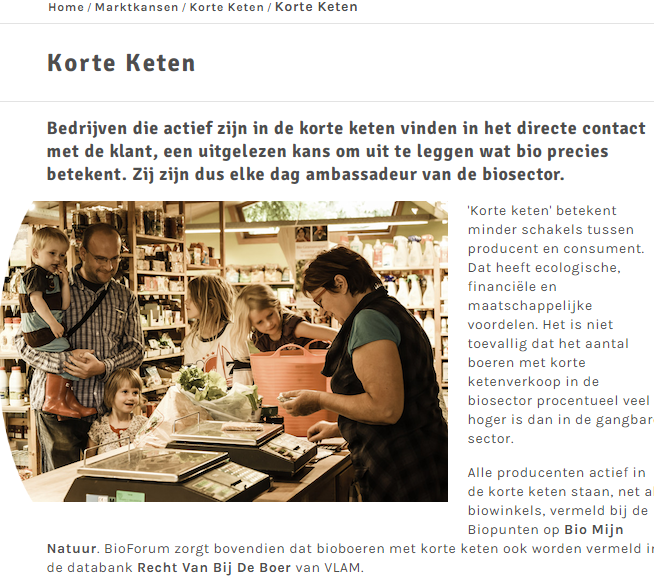 Home / Marktkansen / Korte Keten / Korte Keten
Korte Keten
Bedrijven die actief zijn in de korte keten vinden in het directe contact
met de klant, een uitgelezen kans om uit te leggen wat bio precies
betekent. Zij zijn dus elke dag ambassadeur van de biosector.
'Korte keten' betekent
minder schakels tussen
producent en consument.
Dat heeft ecologische,
financiële en
maatschappelijke
voordelen. Het is niet
toevallig dat het aantal
boeren met korte
ketenverkoop in de
biosector procentueel veel
hoger is dan in de gangbar
sector.
Alle producenten actief in
de korte keten staan, net al
biowinkels, vermeld bij de
Biopunten op Bio Mijn
Natuur. BioForum zorgt bovendien dat bioboeren met korte keten ook worden vermeld in
de databank Recht Van Bij De Boer van VLAM.